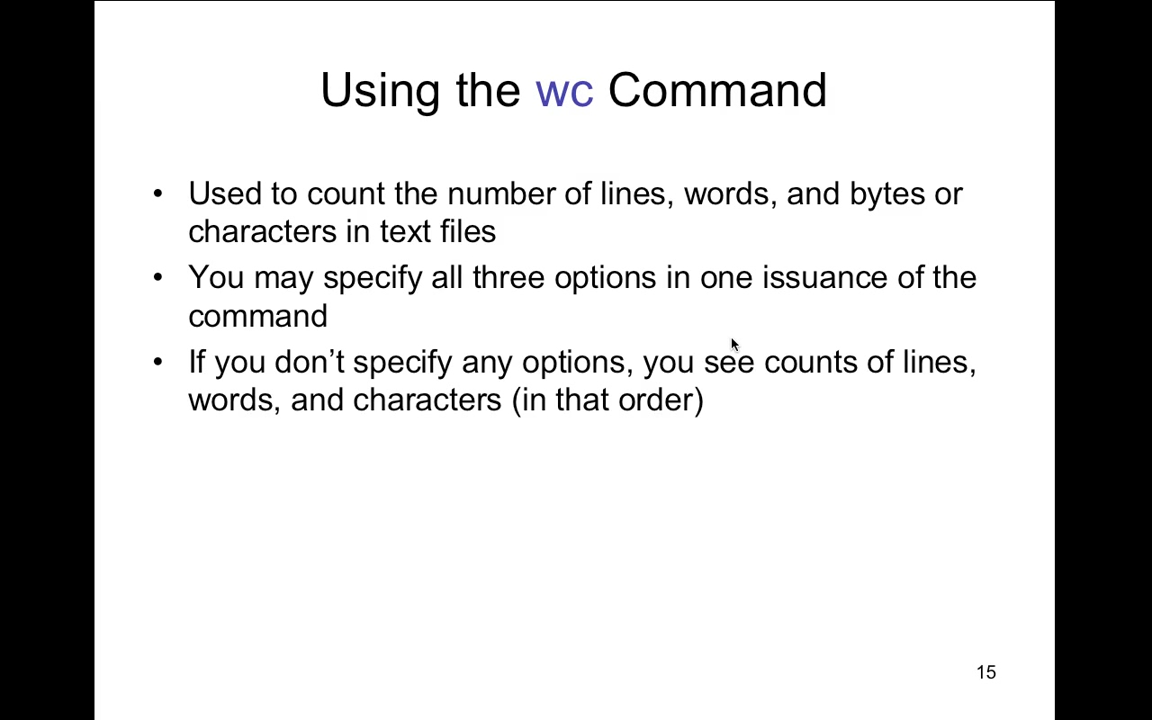 Using the wc Command
• Used to count the number of lines, words, and bytes or
characters in text files
• You may specify all three options in one issuance of the
command
• If you don’t specify any options, you see counts of lines,
words, and characters (in that order)
15